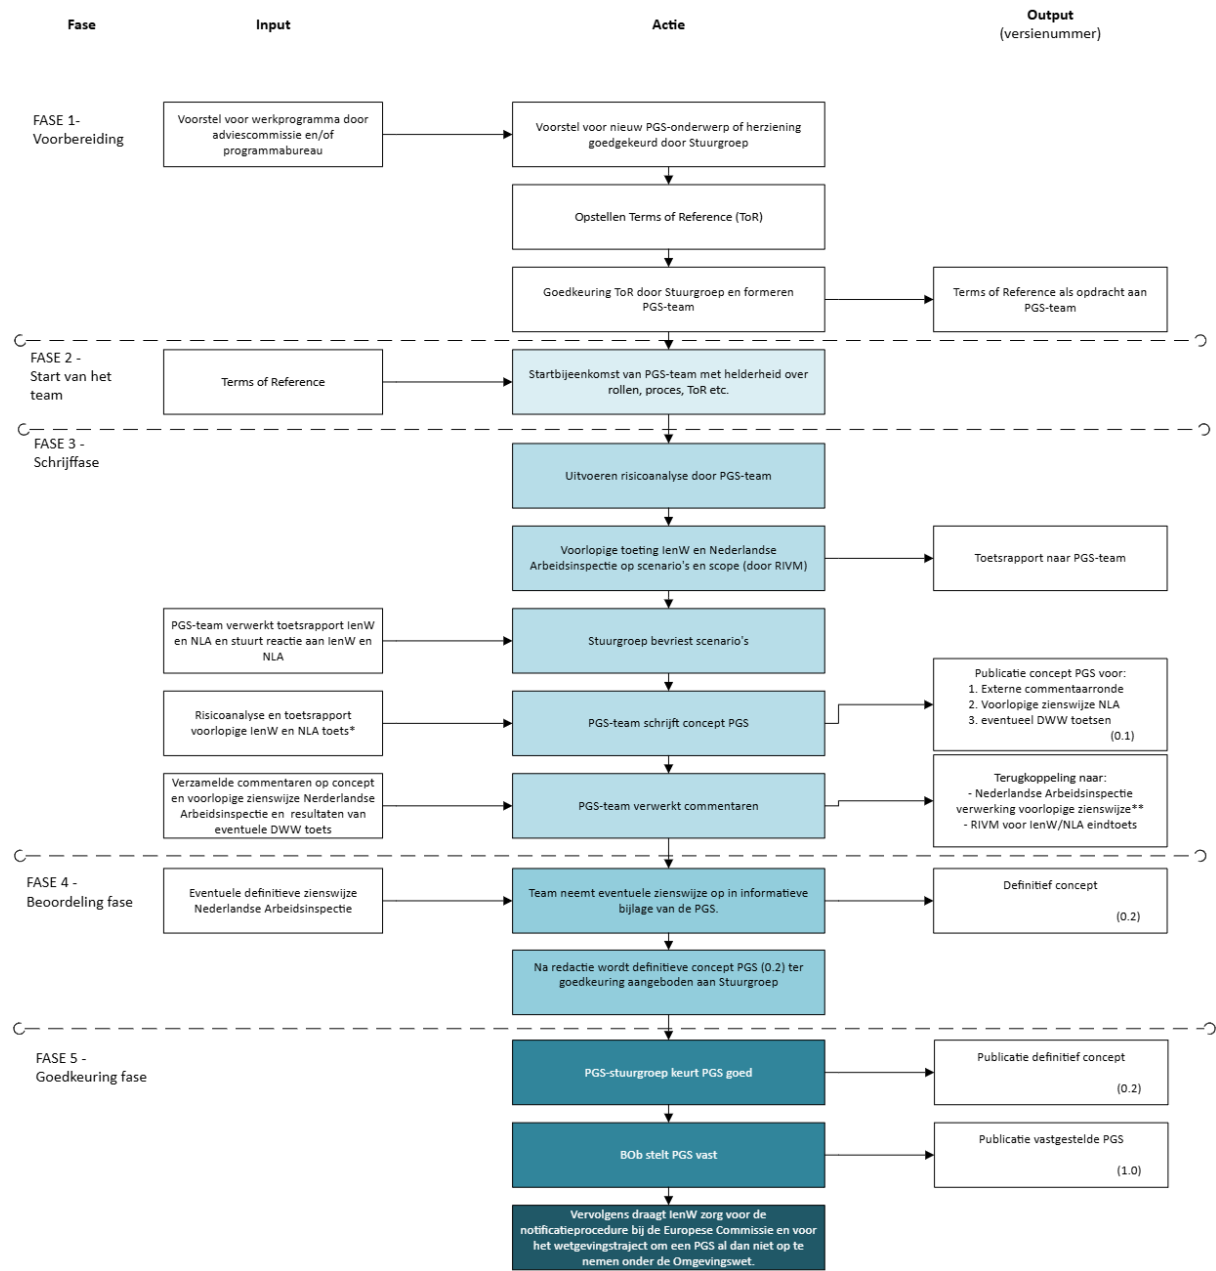 Fase
Input
Actie
Output
(versienummer)
FASE 1-
Voorbereiding
Voorstel voor werkprogramma door
adviescommissie en/of
programmabureau
Voorstel voor nieuw PGS-onderwerp of herziening
goedgekeurd door Stuurgroep
Opstellen Terms of Reference (ToR)
Goedkeuring ToR door Stuurgroep en formeren
PGS-team
Terms of Reference als opdracht aan
PGS-team
FASE 2 -
Start van het
team
Terms of Reference
Startbijeenkomst van PGS-team met helderheid over
rollen, proces, ToR etc.
FASE 3 -
Schrijffase
Uitvoeren risicoanalyse door PGS-team
Voorlopige toeting IenW en Nederlandse
Arbeidsinspectie op scenario's en scope (door RIVM)
Toetsrapport naar PGS-team
PGS-team verwerkt toetsrapport IenW
en NLA en stuurt reactie aan IenW en
NLA
Stuurgroep bevriest scenario's
Risicoanalyse en toetsrapport
voorlopige IenW en NLA toets*
PGS-team schrijft concept PGS
Publicatie concept PGS voor:
1. Externe commentaarronde
2. Voorlopige zienswijze NLA
3. eventueel DWW toetsen
(0.1)
Verzamelde commentaren op concept
en voorlopige zienswijze Nerderlandse
Arbeidsinspectie en resultaten van
eventuele DWW toets
PGS-team verwerkt commentaren
Terugkoppeling naar:
- Nederlandse Arbeidsinspectie
verwerking voorlopige zienswijze**
- RIVM voor IenW/NLA eindtoets
FASE 4 -
Beoordeling fase
Eventuele definitieve zienswijze
Nederlandse Arbeidsinspectie
Team neemt eventuele zienswijze op in informatieve
bijlage van de PGS.
Definitief concept
(0.2)
Na redactie wordt definitieve concept PGS (0.2) ter
goedkeuring aangeboden aan Stuurgroep
FASE 5 -
Goedkeuring fase
PGS-stuurgroep keurt PGS goed
Publicatie definitief concept
(0.2)
BOb stelt PGS vast
Publicatie vastgestelde PGS
(1.0)
Vervolgens draagt IenW zorg voor de
notificatieprocedure bij de Europese Commissie en voor
het wetgevingstraject om een PGS al dan niet op te
nemen onder de Omgevingswet.